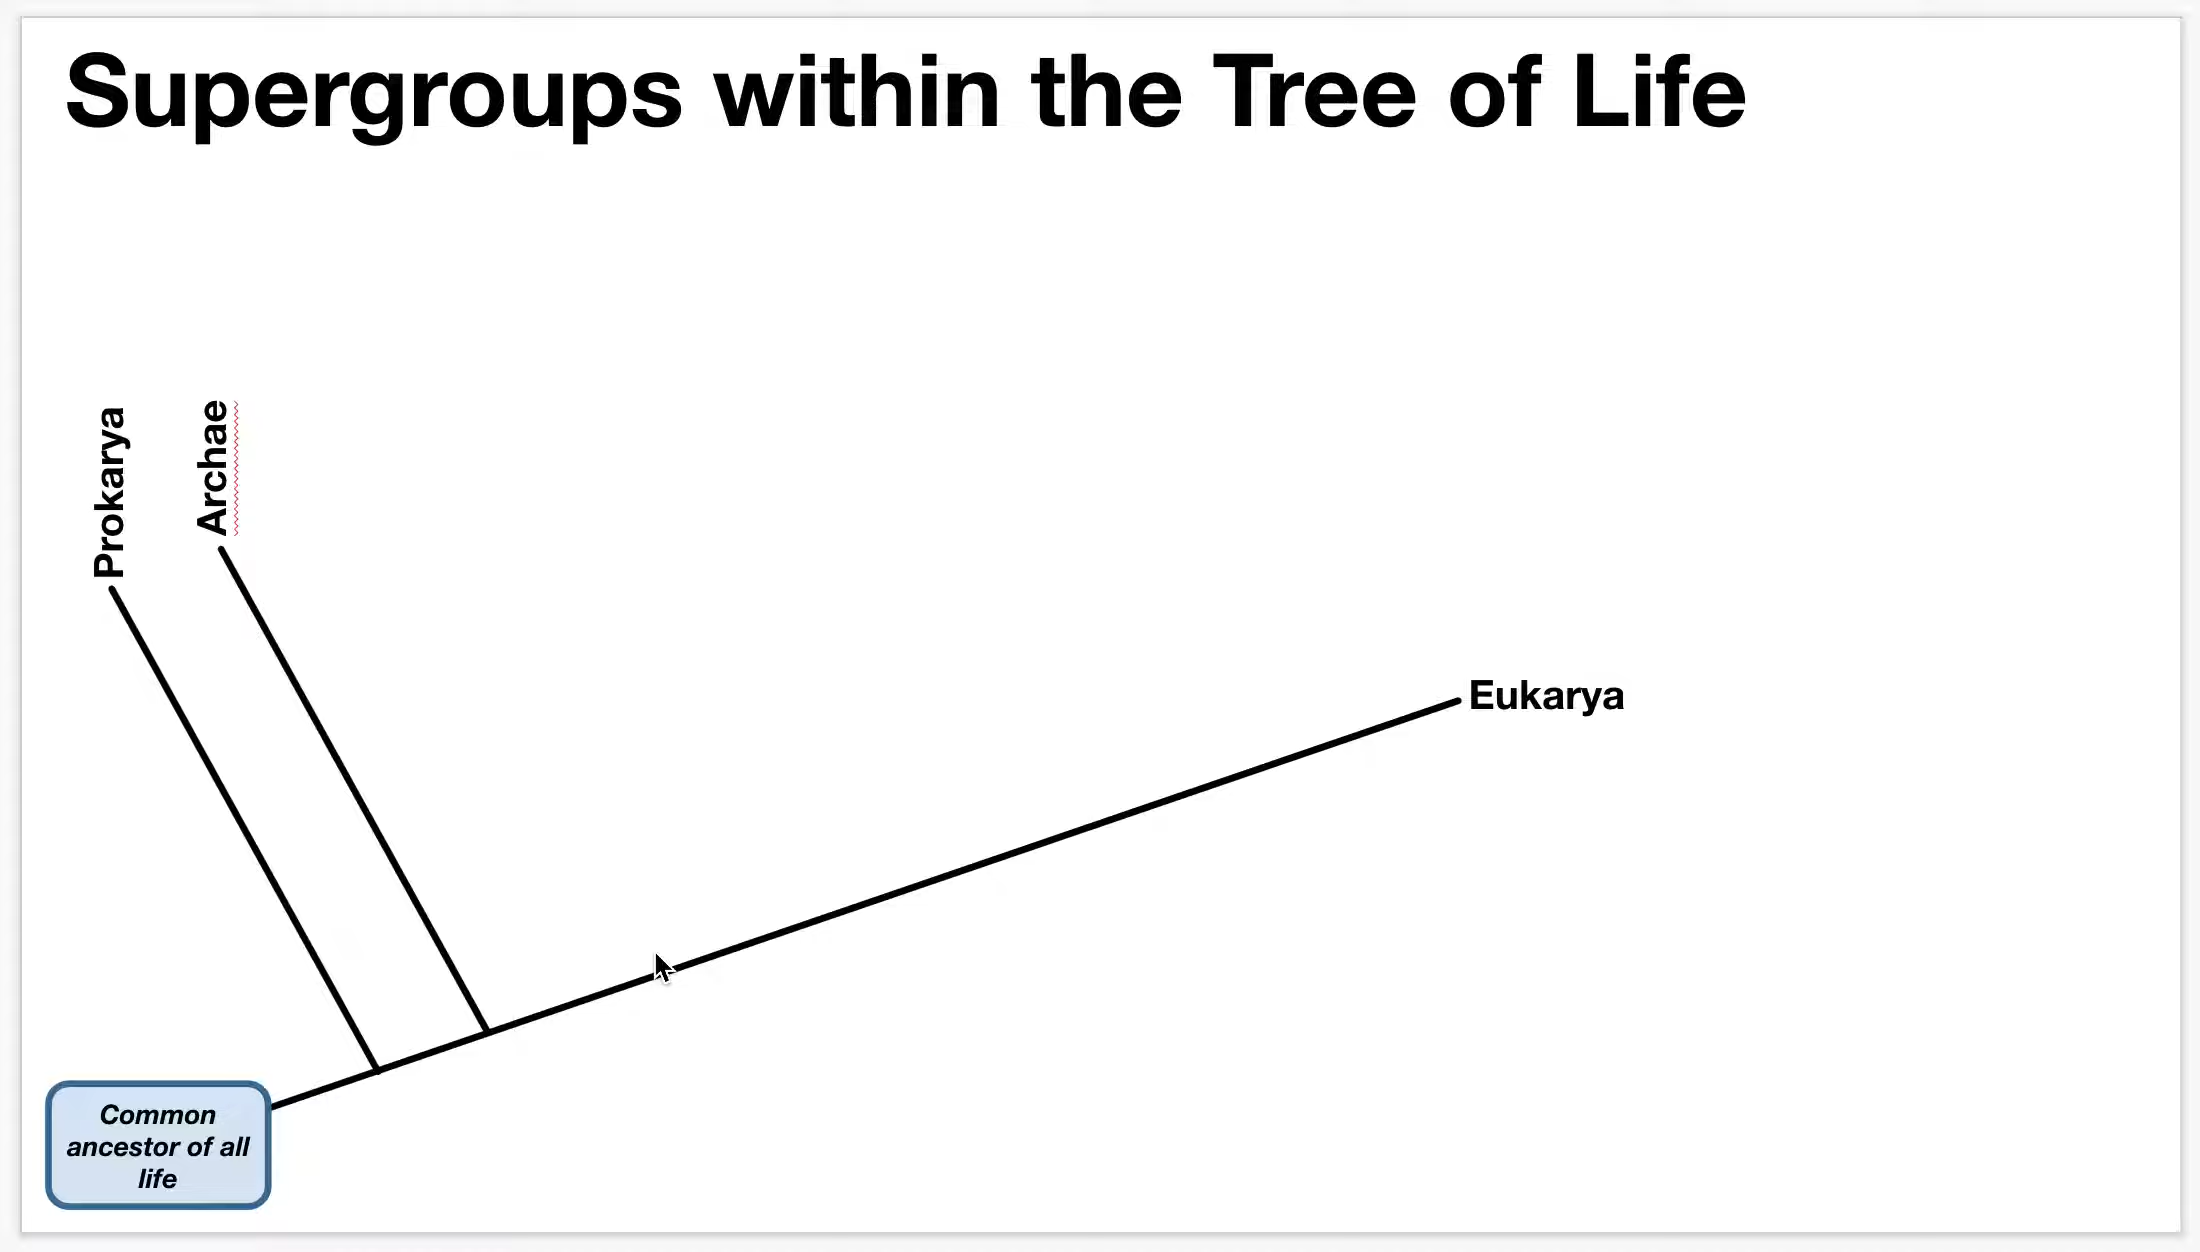 Supergroups within the Tree of Life
Prokarya
Archae
Eukarya
Common
ancestor of all
life